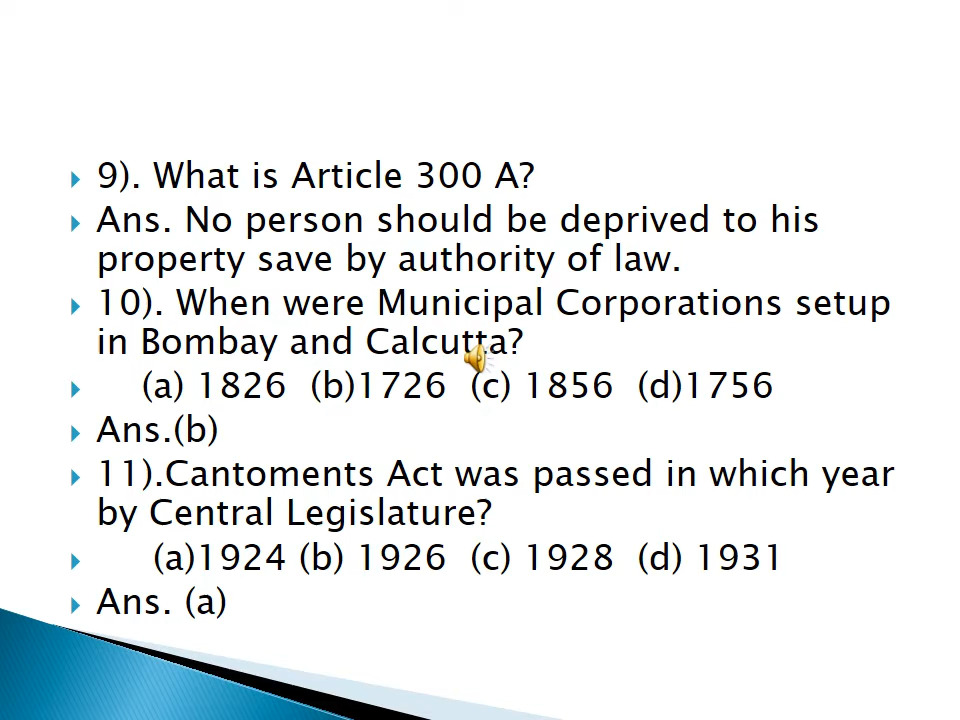 9). What is Article 300 A?
Ans. No person should be deprived to his
property save by authority of law.
10). When were Municipal Corporations setup
in Bombay and Calcutta?
(a) 1826 (b)1726 (c) 1856 (d)1756
Ans.(b)
11).Cantoments Act was passed in which year
by Central Legislature?
(a)1924 (b) 1926 (c) 1928 (d) 1931
Ans. (a)